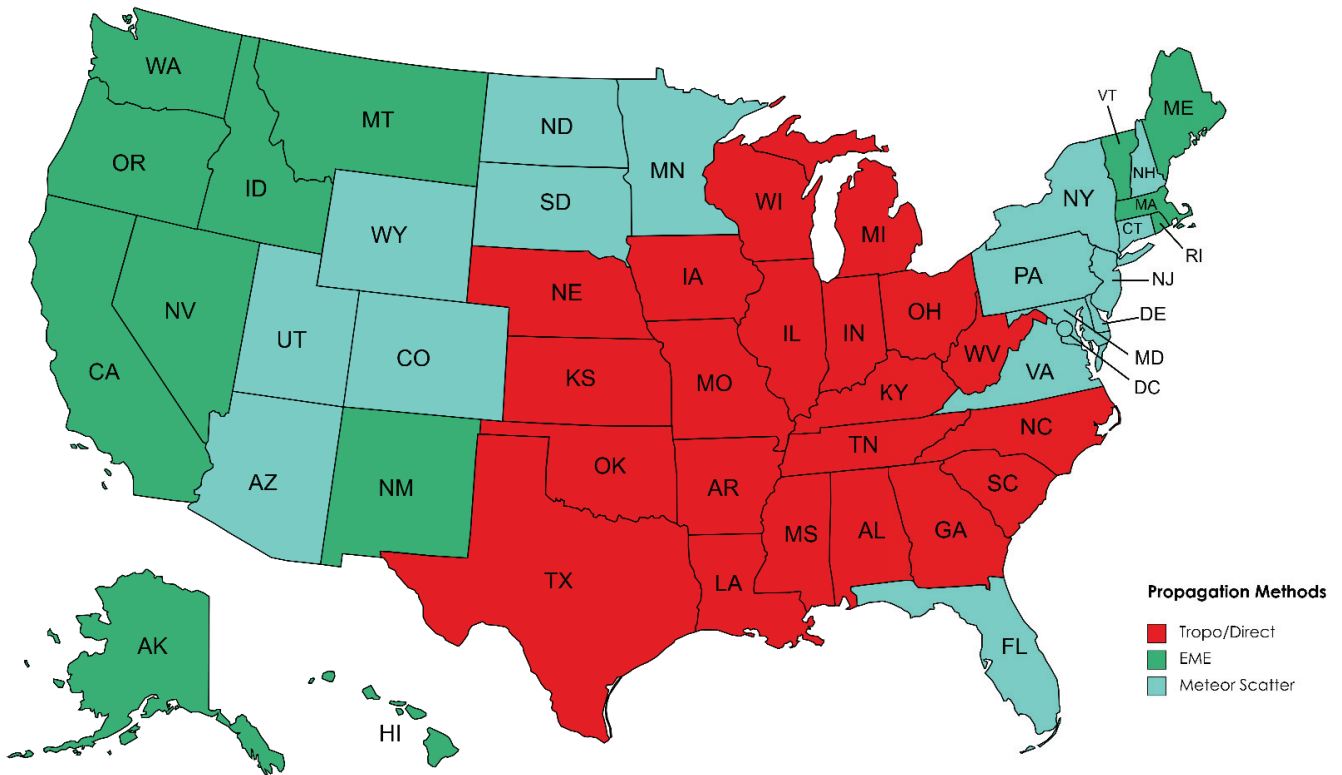 WA
MT
ND
MN
VT
ME
OR
ID
SD
WI
MI
NY
NH
MA
CT
RI
WY
NE
IA
PA
NJ
NV
UT
CO
IL
IN
OH
DE
CA
KS
MO
WV
VA
MD
KY
DC
AZ
NM
OK
AR
TN
NC
SC
TX
LA
MS
AL
GA
AK
HI
FL
Propagation Methods
Tropo/Direct
EME
Meteor Scatter